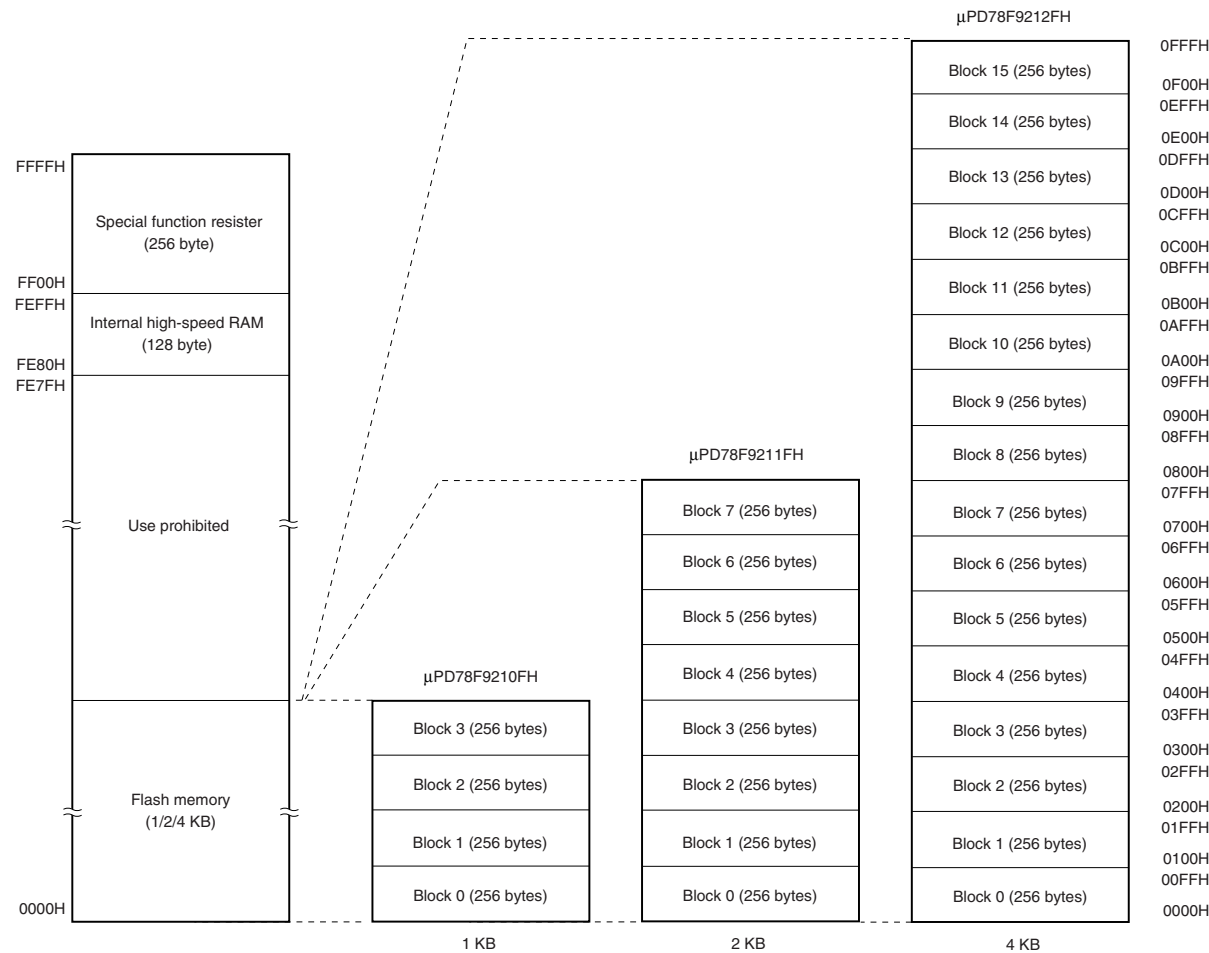 µPD78F9212FH
0FFFH
Block 15 (256 bytes)
0F00H
0EFFH
Block 14 (256 bytes)
0E00H
0DFFH
Block 13 (256 bytes)
0D00H
0CFFH
Block 12 (256 bytes)
0C00H
0BFFH
Block 11 (256 bytes)
0B00H
0AFFH
Block 10 (256 bytes)
0A00H
09FFH
Block 9 (256 bytes)
0900H
08FFH
Block 8 (256 bytes)
0800H
07FFH
Block 7 (256 bytes)
0700H
06FFH
Block 6 (256 bytes)
0600H
05FFH
Block 5 (256 bytes)
0500H
04FFH
Block 4 (256 bytes)
0400H
03FFH
Block 3 (256 bytes)
0300H
02FFH
Block 2 (256 bytes)
0200H
01FFH
Block 1 (256 bytes)
0100H
00FFH
Block 0 (256 bytes)
0000H
4 KB
FFFFH
Special function resister
(256 byte)
FF00H
FEFFH
Internal high-speed RAM
(128 byte)
FE80H
FE7FH
Use prohibited
Flash memory
(1/2/4 KB)
0000H
µPD78F9210FH
Block 3 (256 bytes)
Block 2 (256 bytes)
Block 1 (256 bytes)
Block 0 (256 bytes)
1 KB
µPD78F9211FH
Block 7 (256 bytes)
Block 6 (256 bytes)
Block 5 (256 bytes)
Block 4 (256 bytes)
Block 3 (256 bytes)
Block 2 (256 bytes)
Block 1 (256 bytes)
Block 0 (256 bytes)
2 KB